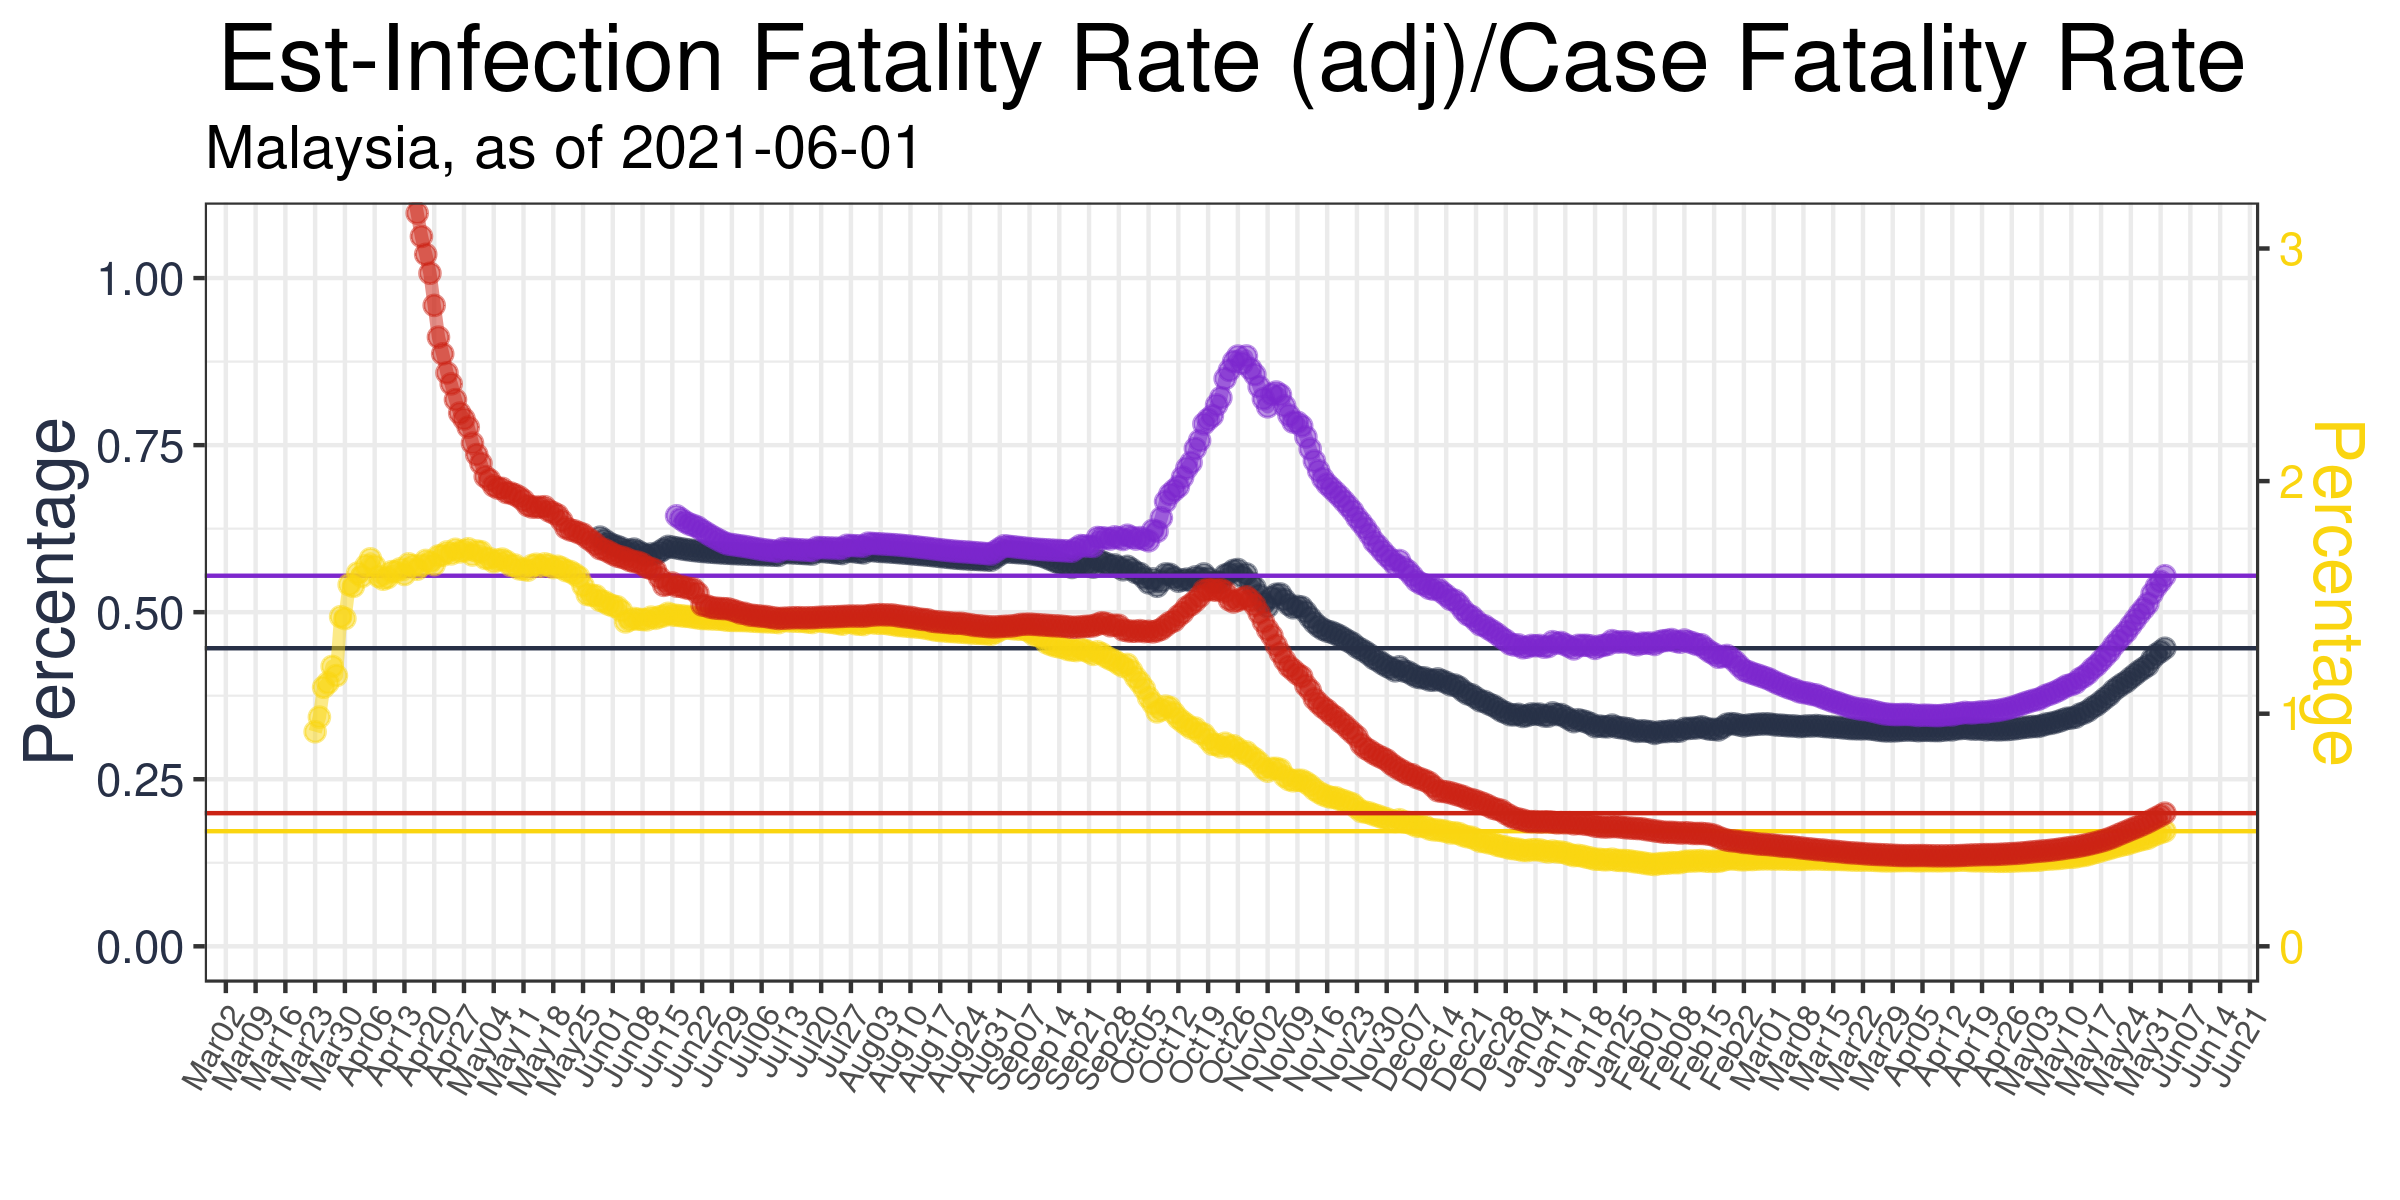 Est-Infection Fatality Rate (adj)/Case Fatality Rate
Malaysia, as of 2021-06-01
Percentage
1.00
0.75
0.50
0.25
0.00
3
2
1
0
Percentage
Mar02 Mar09 Mar16 Mar23 Mar30 Apr06 Apr13 Apr20 Apr27 May04 May11 May18 May25 Jun01 Jun08 Jun15 Jun22 Jun29 Jul06 Jul13 Jul20 Jul27 Aug03 Aug10 Aug17 Aug24 Aug31 Sep07 Sep14 Sep21 Sep28 Oct05 Oct12 Oct19 Oct26 Nov02 Nov09 Nov16 Nov23 Nov30 Dec07 Dec14 Dec21 Dec28 Jan04 Jan11 Jan18 Jan25 Feb01 Feb08 Feb15 Feb22 Mar01 Mar08 Mar15 Mar22 Mar29 Apr05 Apr12 Apr19 Apr26 May03 May10 May17 May24 May31 Jun07 Jun14 Jun21